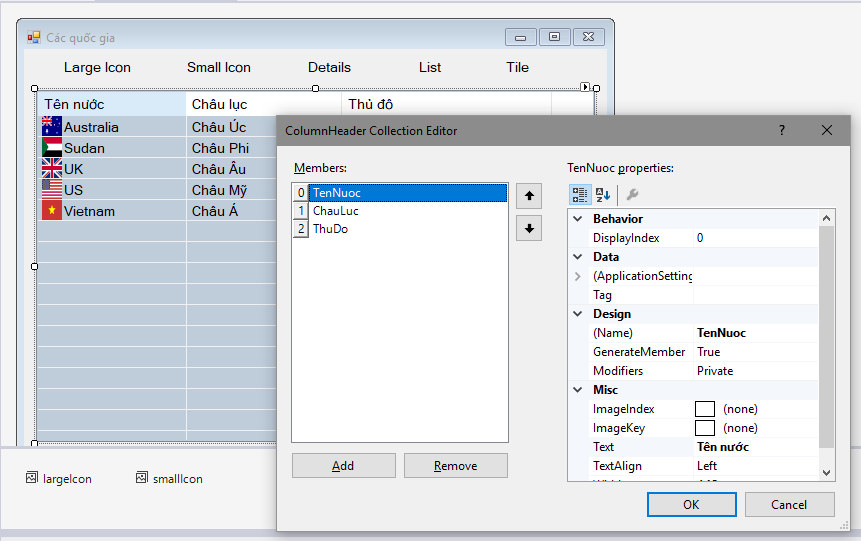 Các quốc gia
Large Icon Small Icon Details List Tile
Tên nước Châu lục Thủ đô
Australia Châu Úc
Sudan Châu Phi
UK Châu Âu
US Châu Mỹ
Vietnam Châu Á
largeIcon smallIcon
ColumnHeader Collection Editor ?
Members:
0 TenNuoc
1 ChauLuc
2 ThuDo
Add Remove
TenNuoc properties:
Behavior
DisplayIndex 0
Data
(ApplicationSetting
Tag
Design
(Name) TenNuoc
GenerateMember True
Modifiers Private
Misc
ImageIndex (none)
ImageKey (none)
Text Tên nước
TextAlign Left
OK Cancel